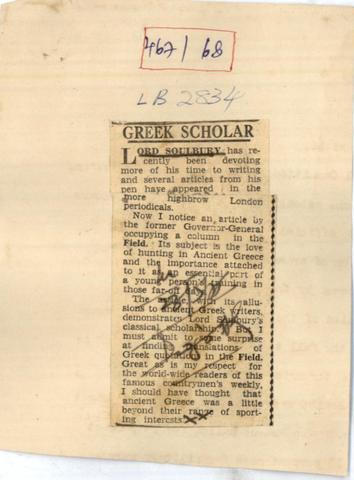 467/68
LB 2834
GREEK SCHOLAR
LORD SOULBURY has re-
cently been devoting
more of his time to writing
and several articles from his
pen have appeared in the
more highbrow London
periodicals.
Now I notice an article by
the former Governor-General
occupying a column in the
Field. Its subject is the love
of hunting in Ancient Greece
and the importance attached
to it as an essential part of
a young person's training in
those far-off
The with its allu-
sions to ancient Greek writers,
demonstrates Lord Soulbury's
classical scholarship. But I
must admit to some surprise
at finding translations of
Greek quotations in the Field.
Great as is my respect for
the world-wide readers of this
famous countrymen's weekly,
I should have thought that
ancient Greece was a little
beyond their range of sport-
ing interests.